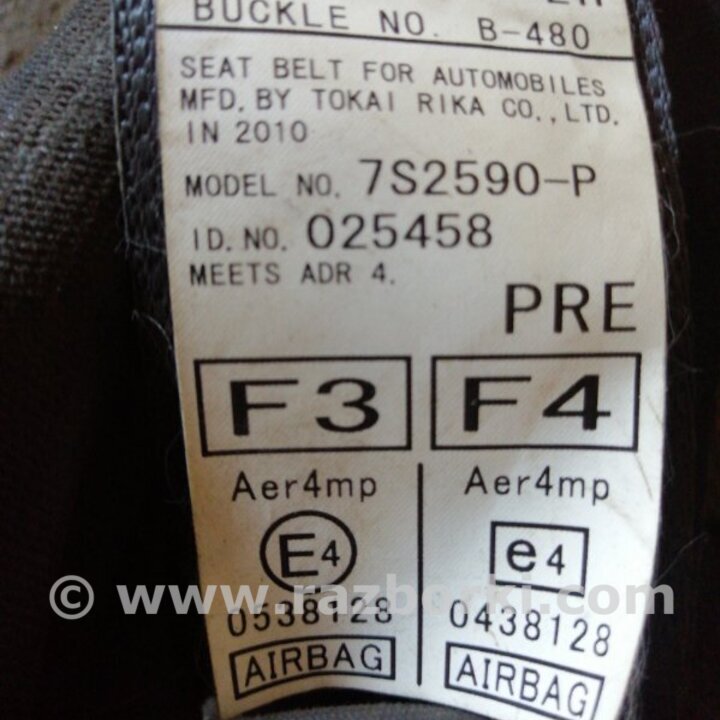 BUCKLE NO. B-480
SEAT BELT FOR AUTOMOBILES
MFD. BY TOKAI RIKA CO., LTD.
IN 2010
MODEL NO. 7S2590-P
ID. NO. 025458
MEETS ADR 4.
PRE
F3 F4
Aer4mp Aer4mp
E4 e4
© www.razborki.com
0538128 0438128
AIRBAG AIRBAG